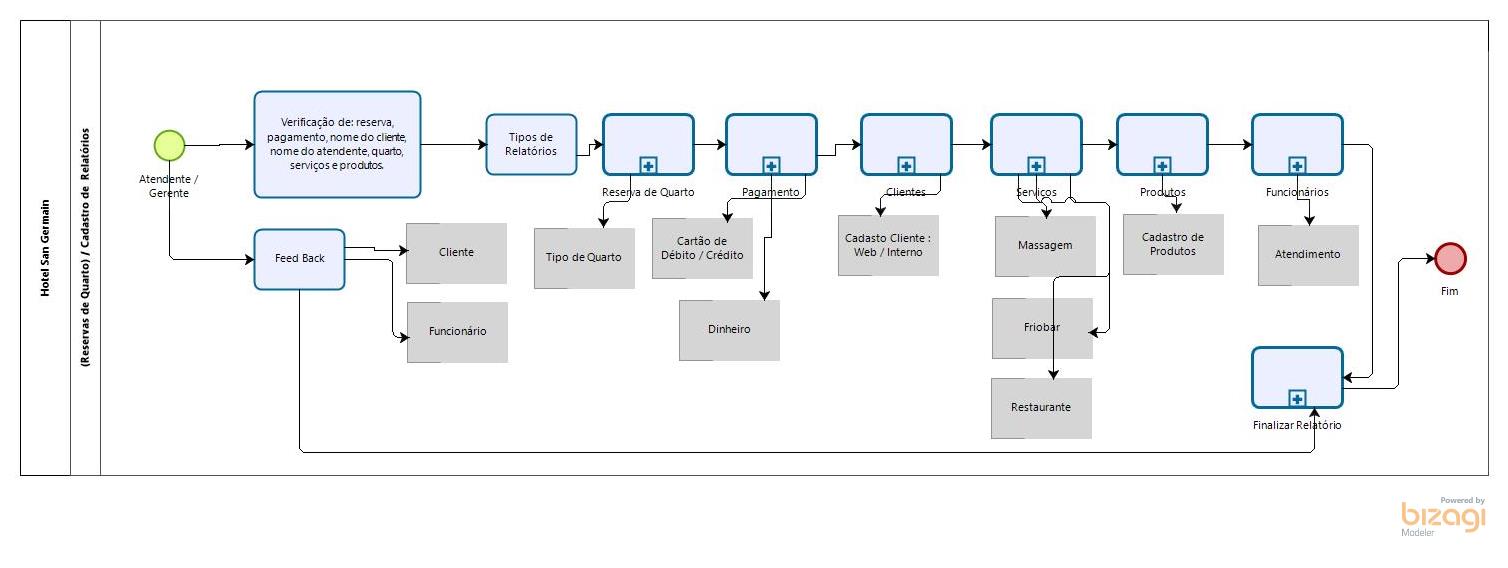 Hotel San Germain
(Reservas de Quarto) / Cadastro de Relatórios
Atendente /
Gerente
Verificação de: reserva,
pagamento, nome do cliente,
nome do atendente, quarto,
serviços e produtos.
Tipos de
Relatórios
Reserva de Quarto
Pagamento
Clientes
Serviços
Produtos
Funcionários
Feed Back
Cliente
Funcionário
Tipo de Quarto
Cartão de
Débito / Crédito
Dinheiro
Cadasto Cliente :
Web / Interno
Massagem
Friobar
Restaurante
Cadastro de
Produtos
Atendimento
Fim
Finalizar Relatório
Powered by
bizagi
Modeler